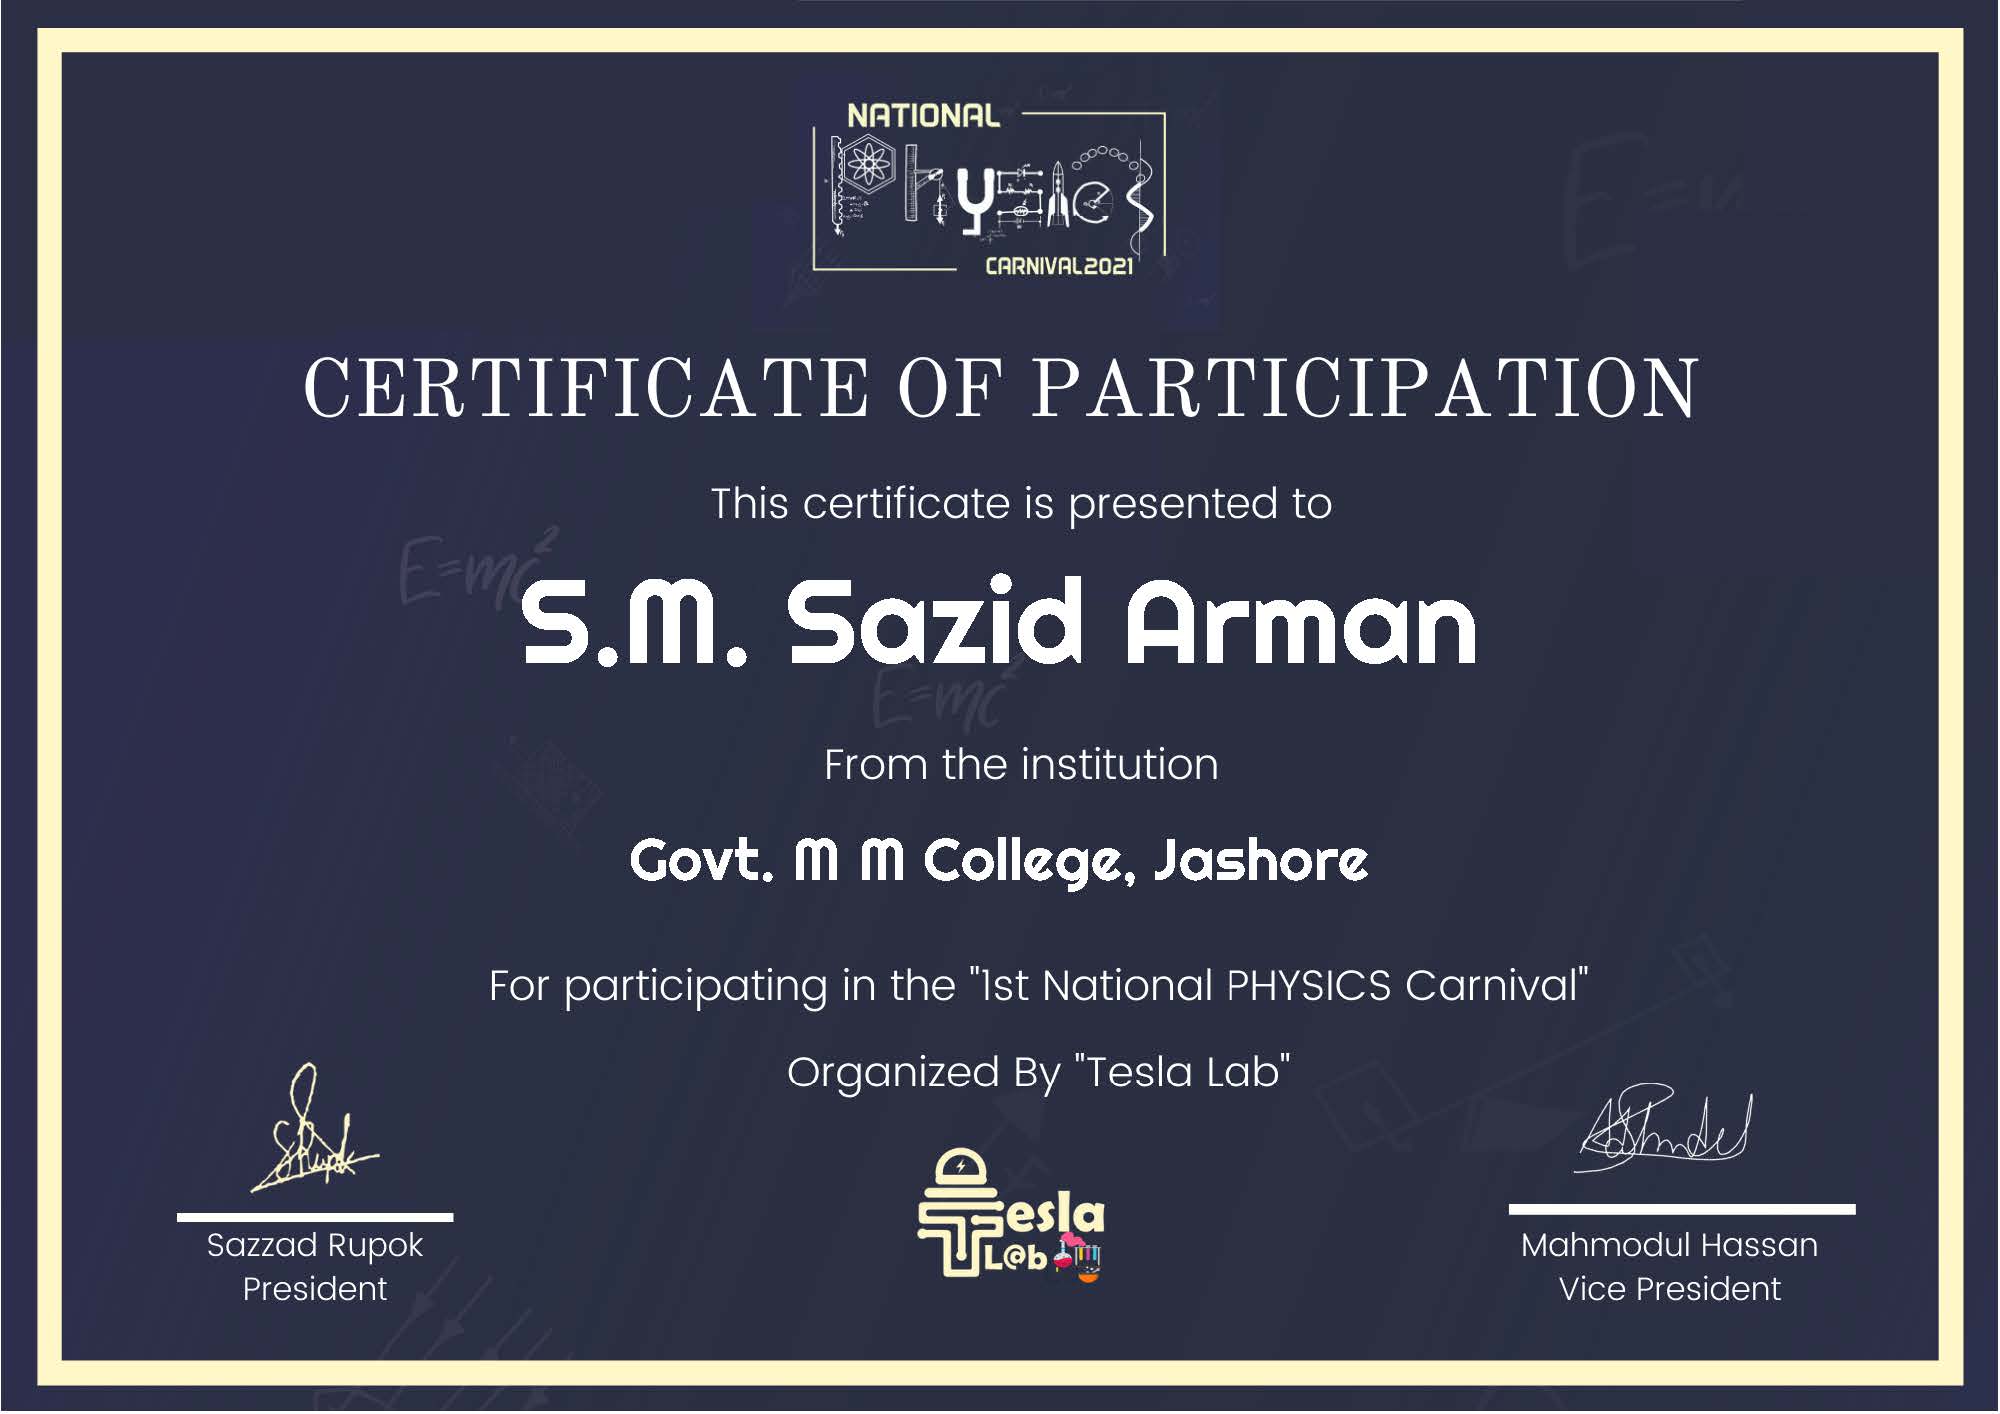 NATIONAL
PHYSICS
CARNIVAL2021
CERTIFICATE OF PARTICIPATION
This certificate is presented to
E=mc²
S.M. Sazid Arman
E=mc²
From the institution
Govt. M M College, Jashore
For participating in the "1st National PHYSICS Carnival"
Organized By "Tesla Lab"
Tesla
L@b
Sazzad Rupok
President
Mahmodul Hassan
Vice President